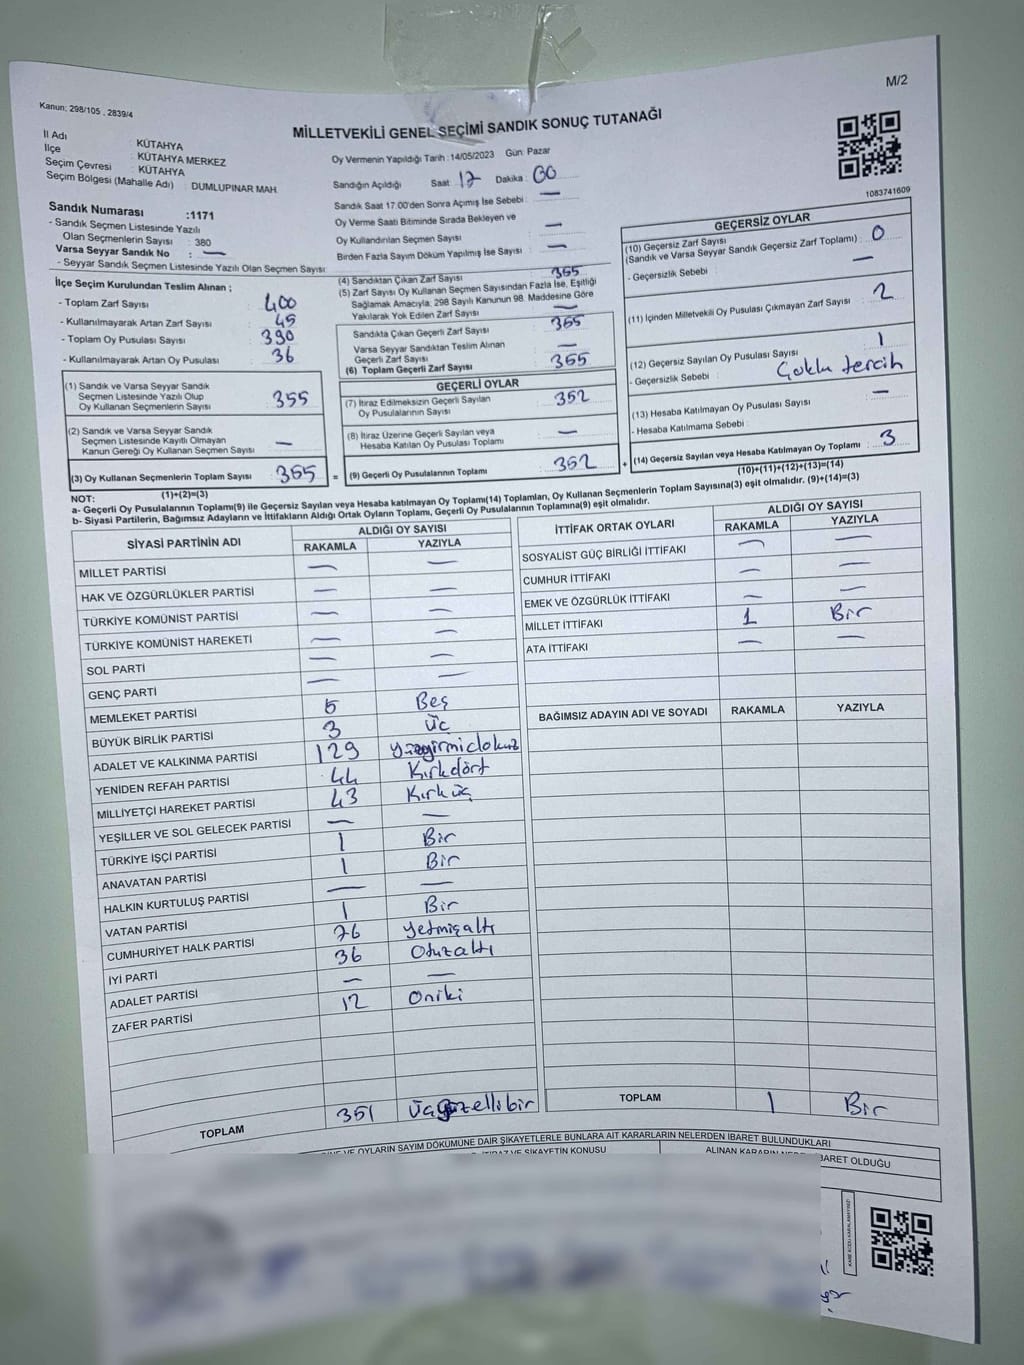 M/2
Kanun; 298/105 , 2839/4
MİLLETVEKİLİ GENEL SEÇİMİ SANDIK SONUÇ TUTANAĞI
İl Adı : KÜTAHYA
İlçe : KÜTAHYA MERKEZ
Seçim Çevresi : KÜTAHYA
Seçim Bölgesi (Mahalle Adı) : DUMLUPINAR MAH.
Sandık Numarası :1171
- Sandık Seçmen Listesinde Yazılı
Olan Seçmenlerin Sayısı : 380
Varsa Seyyar Sandık No : —
- Seyyar Sandık Seçmen Listesinde Yazılı Olan Seçmen Sayısı
Oy Vermenin Yapıldığı Tarih : 14/05/2023 Gün: Pazar
Sandığın Açıldığı Saat : 17 Dakika : 00
Sandık Saat 17.00'den Sonra Açımış İse Sebebi : —
Oy Verme Saati Bitiminde Sırada Bekleyen ve
Oy Kullandırılan Seçmen Sayısı : —
Birden Fazla Sayım Döküm Yapılmış İse Sayısı : —
1083741609
İlçe Seçim Kurulundan Teslim Alınan ;
- Toplam Zarf Sayısı : 400
- Kullanılmayarak Artan Zarf Sayısı : 45
- Toplam Oy Pusulası Sayısı : 390
- Kullanılmayarak Artan Oy Pusulası : 36
(1) Sandık ve Varsa Seyyar Sandık
Seçmen Listesinde Yazılı Olup
Oy Kullanan Seçmenlerin Sayısı : 355
(2) Sandık ve Varsa Seyyar Sandık
Seçmen Listesinde Kayıtlı Olmayan
Kanun Gereği Oy Kullanan Seçmen Sayısı : —
(3) Oy Kullanan Seçmenlerin Toplam Sayısı : 355
(1)+(2)=(3)
(4) Sandıktan Çıkan Zarf Sayısı : 355
(5) Zarf Sayısı Oy Kullanan Seçmen Sayısından Fazla İse, Eşitliği
Sağlamak Amacıyla; 298 Sayılı Kanunun 98. Maddesine Göre
Yakılarak Yok Edilen Zarf Sayısı : —
Sandıkta Çıkan Geçerli Zarf Sayısı : 355
Varsa Seyyar Sandıktan Teslim Alınan
Geçerli Zarf Sayısı : —
(6) Toplam Geçerli Zarf Sayısı : 355
GEÇERLİ OYLAR
(7) İtiraz Edilmeksizin Geçerli Sayılan
Oy Pusulalarının Sayısı : 352
(8) İtiraz Üzerine Geçerli Sayılan veya
Hesaba Katılan Oy Pusulası Toplamı : —
= (9) Gerçerli Oy Pusulalarının Toplamı : 352
GEÇERSİZ OYLAR
(10) Geçersiz Zarf Sayısı
(Sandık ve Varsa Seyyar Sandık Geçersiz Zarf Toplamı) : 0
- Geçersizlik Sebebi : —
(11) İçinden Milletvekili Oy Pusulası Çıkmayan Zarf Sayısı : 2
(12) Geçersiz Sayılan Oy Pusulası Sayısı : 1
- Geçersizlik Sebebi : Çoklu tercih
(13) Hesaba Katılmayan Oy Pusulası Sayısı : —
- Hesaba Katılmama Sebebi :
+ (14) Geçersiz Sayılan veya Hesaba Katılmayan Oy Toplamı : 3
(10)+(11)+(12)+(13)=(14)
NOT:
a- Geçerli Oy Pusulasının Toplamı(9) ile Geçersiz Sayılan veya Hesaba katılmayan Oy Toplamı(14) Toplamları, Oy Kullanan Seçmenlerin Toplam Sayısına(3) eşit olmalıdır. (9)+(14)=(3)
b- Siyasi Partilerin, Bağımsız Adayların ve İttifakların Aldığı Ortak Oyların Toplamı, Geçerli Oy Pusulalarının Toplamına(9) eşit olmalıdır.
SİYASİ PARTİNİN ADI ALDIĞI OY SAYISI
RAKAMLA YAZIYLA
MİLLET PARTİSİ — —
HAK VE ÖZGÜRLÜKLER PARTİSİ — —
TÜRKİYE KOMÜNİST PARTİSİ — —
TÜRKİYE KOMÜNİST HAREKETİ — —
SOL PARTİ — —
GENÇ PARTİ — —
MEMLEKET PARTİSİ 5 Beş
BÜYÜK BİRLİK PARTİSİ 3 üç
ADALET VE KALKINMA PARTİSİ 129 yüzyirmidokuz
YENİDEN REFAH PARTİSİ 44 Kırkdört
MİLLİYETÇİ HAREKET PARTİSİ 43 Kırküç
YEŞİLLER VE SOL GELECEK PARTİSİ — —
TÜRKİYE İŞÇİ PARTİSİ 1 Bir
ANAVATAN PARTİSİ 1 Bir
HALKIN KURTULUŞ PARTİSİ — —
VATAN PARTİSİ 1 Bir
CUMHURİYET HALK PARTİSİ 76 yetmişaltı
İYİ PARTİ 36 Otuzaltı
ADALET PARTİSİ — —
ZAFER PARTİSİ 12 Oniki
TOPLAM 351 üçyüzellibir
İTTİFAK ORTAK OYLARI ALDIĞI OY SAYISI
RAKAMLA YAZIYLA
SOSYALİST GÜÇ BİRLİĞİ İTTİFAKI — —
CUMHUR İTTİFAKI — —
EMEK VE ÖZGÜRLÜK İTTİFAKI — —
MİLLET İTTİFAKI 1 Bir
ATA İTTİFAKI — —
BAĞIMSIZ ADAYIN ADI VE SOYADI RAKAMLA YAZIYLA
TOPLAM 1 Bir
OYLARIN SAYIM DÖKÜMÜNE DAİR ŞİKAYETLERLE BUNLARA AİT KARARLARIN NELERDEN İBARET BULUNDUKLARI
ŞİKAYETİN KONUSU ALINAN KARARIN İBARET OLDUĞU